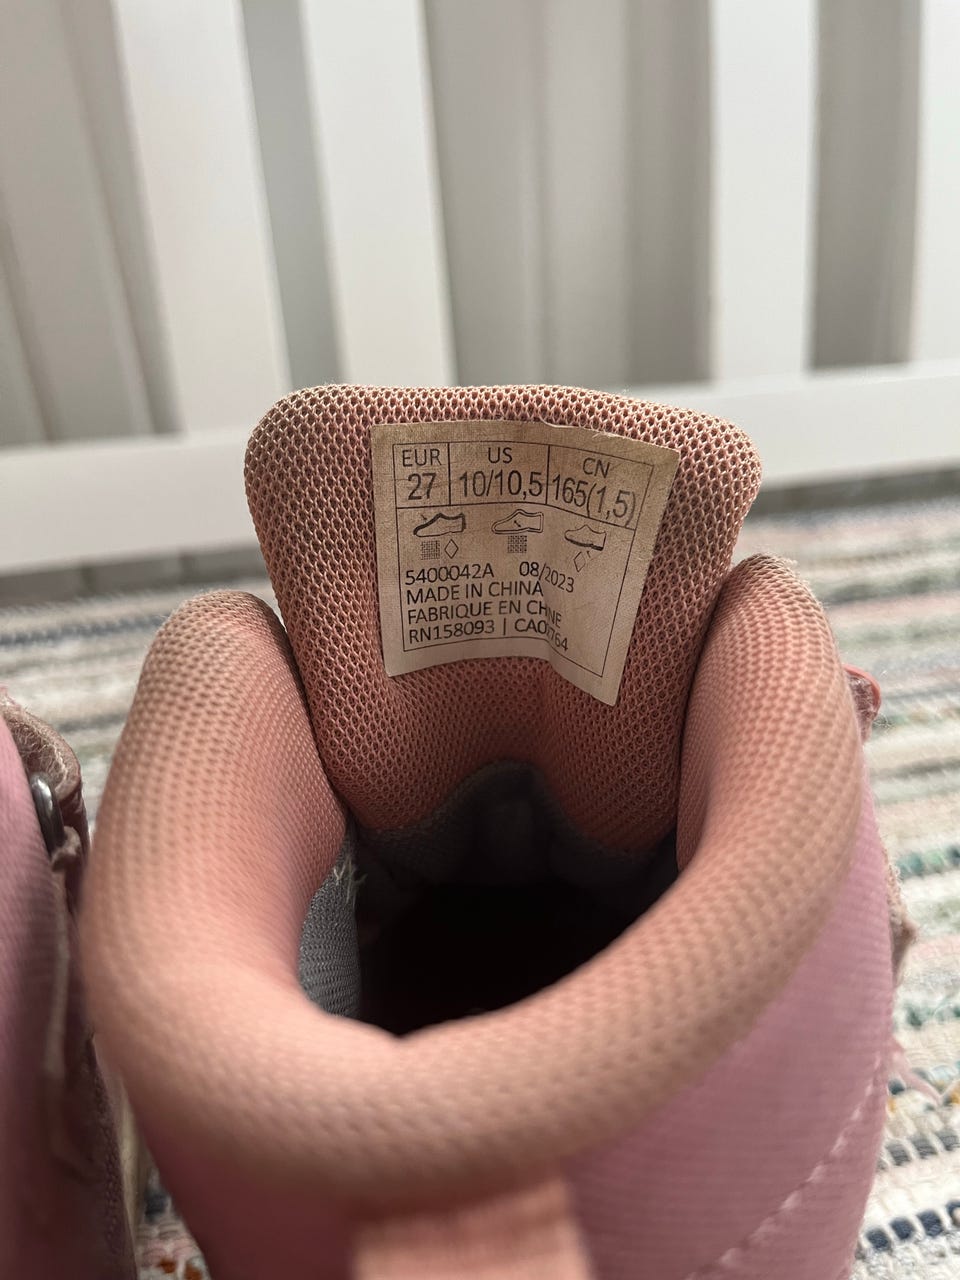 EUR US CN
27 10/10,5 165(1,5)
5400042A 08/2023
MADE IN CHINA
FABRIQUE EN CHINE
RN158093 |